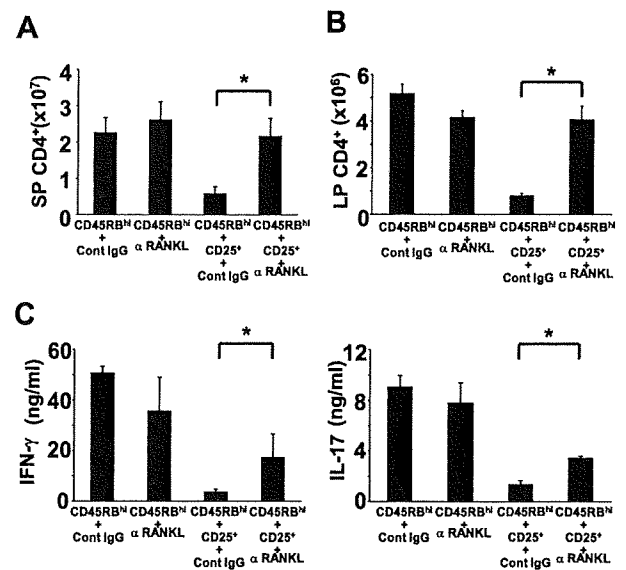 A
SP CD4⁺(x10⁷)
4
3
2
1
0
*
CD45RBʰⁱ
+
Cont IgG
CD45RBʰⁱ
+
α RANKL
CD45RBʰⁱ
+
CD25⁺
+
Cont IgG
CD45RBʰⁱ
+
CD25⁺
+
α RANKL
B
LP CD4⁺ (x10⁶)
6
4
2
0
*
CD45RBʰⁱ
+
Cont IgG
CD45RBʰⁱ
+
α RANKL
CD45RBʰⁱ
+
CD25⁺
+
Cont IgG
CD45RBʰⁱ
+
CD25⁺
+
α RANKL
C
IFN-γ (ng/ml)
60
40
20
0
*
CD45RBʰⁱ
+
Cont IgG
CD45RBʰⁱ
+
α RANKL
CD45RBʰⁱ
+
CD25⁺
+
Cont IgG
CD45RBʰⁱ
+
CD25⁺
+
α RANKL
IL-17 (ng/ml)
12
8
4
0
*
CD45RBʰⁱ
+
Cont IgG
CD45RBʰⁱ
+
α RANKL
CD45RBʰⁱ
+
CD25⁺
+
Cont IgG
CD45RBʰⁱ
+
CD25⁺
+
α RANKL